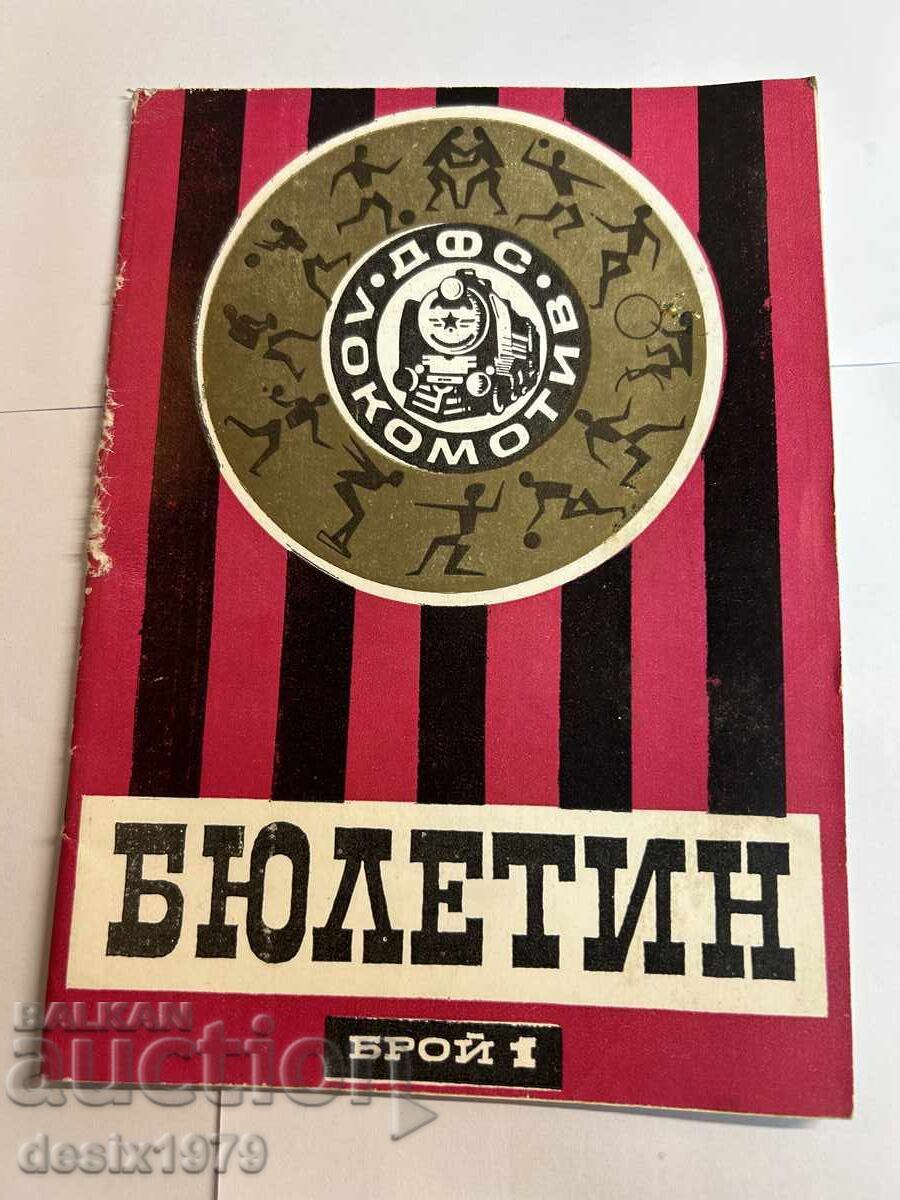 ДФС
ЛОКОМОТИВ
БЮЛЕТИН
БРОЙ 1
BALKAN
auction
desix1979